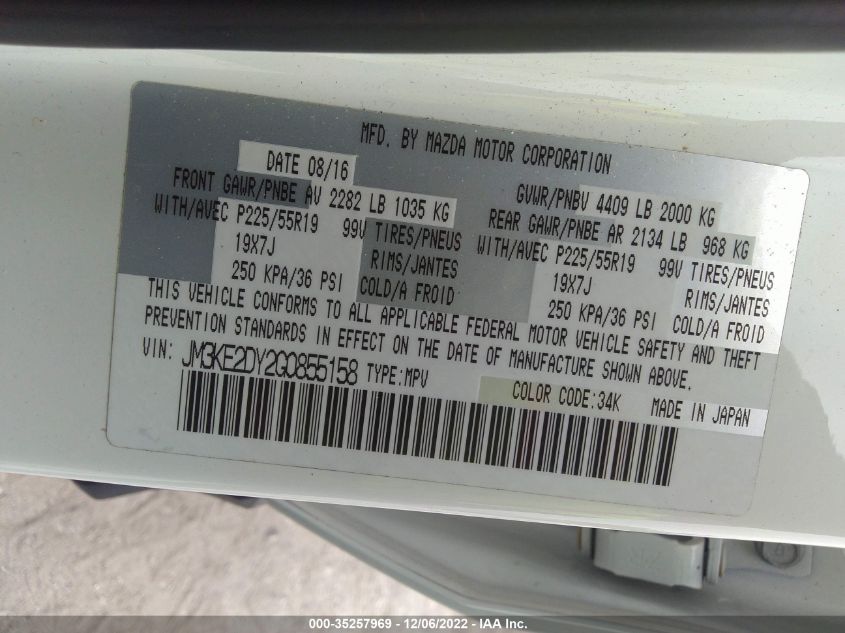 MFD. BY MAZDA MOTOR CORPORATION
DATE 08/16
GVWR/PNBV 4409 LB 2000 KG
FRONT GAWR/PNBE AV 2282 LB 1035 KG
REAR GAWR/PNBE AR 2134 LB 968 KG
WITH/AVEC P225/55R19 99V TIRES/PNEUS
WITH/AVEC P225/55R19 99V TIRES/PNEUS
19X7J RIMS/JANTES
19X7J RIMS/JANTES
250 KPA/36 PSI COLD/A FROID
250 KPA/36 PSI COLD/A FROID
THIS VEHICLE CONFORMS TO ALL APPLICABLE FEDERAL MOTOR VEHICLE SAFETY AND THEFT
PREVENTION STANDARDS IN EFFECT ON THE DATE OF MANUFACTURE SHOWN ABOVE.
VIN: JM3KE2DY2G0855158 TYPE:MPV
COLOR CODE:34K MADE IN JAPAN
000-35257969 - 12/06/2022 - IAA Inc.